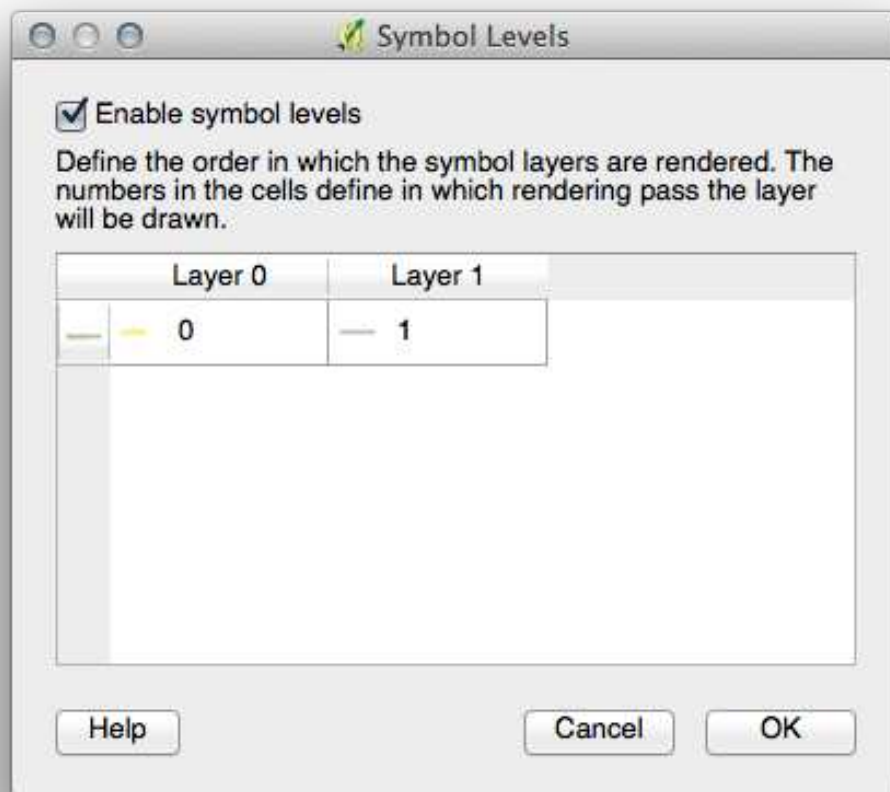 Symbol Levels
Enable symbol levels
Define the order in which the symbol layers are rendered. The
numbers in the cells define in which rendering pass the layer
will be drawn.
Layer 0 Layer 1
0 1
Help Cancel OK